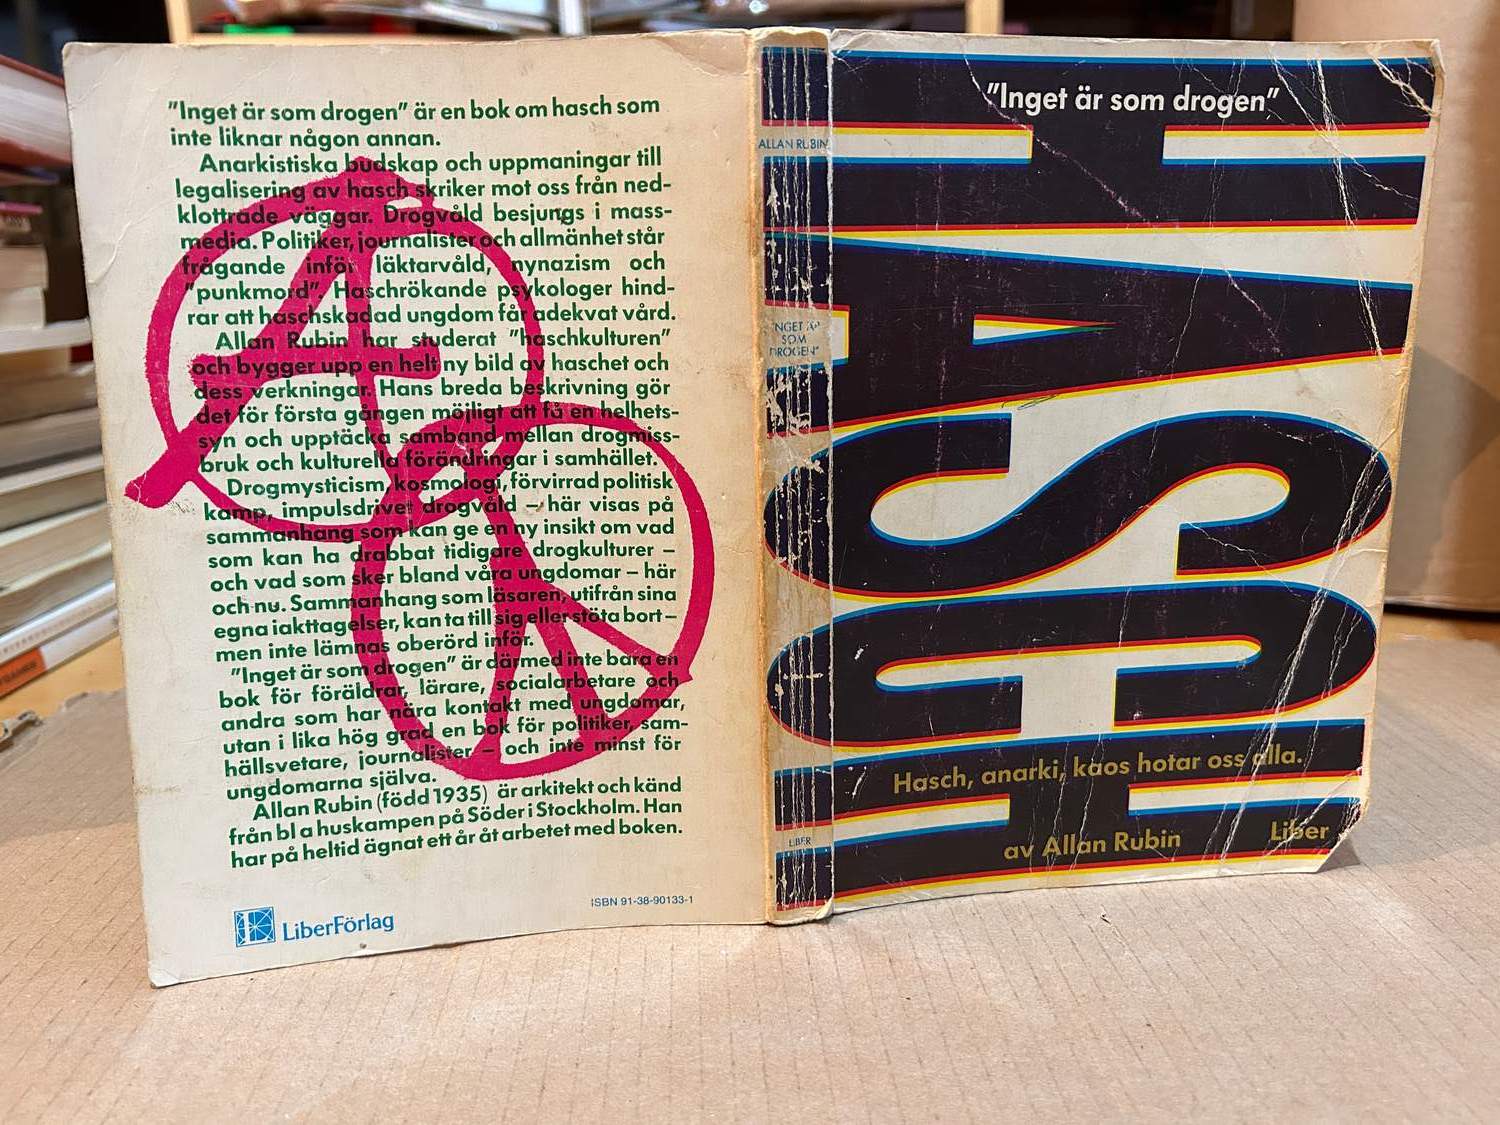 "Inget är som drogen" är en bok om hasch som
inte liknar någon annan.
Anarkistiska budskap och uppmaningar till
legalisering av hasch skriker mot oss från ned-
klottrade väggar. Drogvåld besjungs i mass-
media. Politiker, journalister och allmänhet står
frågande inför läktarvåld, nynazism och
"punkmord". Haschrökande psykologer hind-
rar att haschskadad ungdom får adekvat vård.
Allan Rubin har studerat "haschkulturen"
och bygger upp en helt ny bild av haschet och
dess verkningar. Hans breda beskrivning gör
det för första gången möjligt att få en helhets-
syn och upptäcka samband mellan drogmiss-
bruk och kulturella förändringar i samhället.
Drogmysticism, kosmologi, förvirrad politisk
kamp, impulsdrivet drogvåld – här visas på
sammanhang som kan ge en ny insikt om vad
som kan ha drabbat tidigare drogkulturer –
och vad som sker bland våra ungdomar – här
och nu. Sammanhang som läsaren, utifrån sina
egna iakttagelser, kan ta till sig eller stöta bort –
men inte lämnas oberörd inför.
"Inget är som drogen" är därmed inte bara en
bok för föräldrar, lärare, socialarbetare och
andra som har nära kontakt med ungdomar,
utan i lika hög grad en bok för politiker, sam-
hällsvetare, journalister – och inte minst för
ungdomarna själva.
Allan Rubin (född 1935) är arkitekt och känd
från bl a huskampen på Söder i Stockholm. Han
har på heltid ägnat ett år åt arbetet med boken.
ISBN 91-38-90133-1
LiberFörlag
ALLAN RUBIN
"INGET ÄR
SOM
DROGEN"
LIBER
"Inget är som drogen"
HASCH
Hasch, anarki, kaos hotar oss alla.
av Allan Rubin
Liber